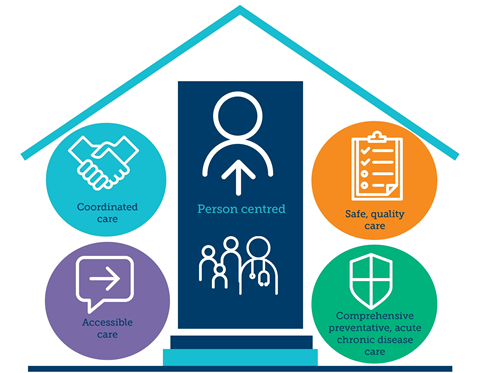 Coordinated
care
Person centred
Safe, quality
care
Accessible
care
Comprehensive
preventative, acute
chronic disease
care